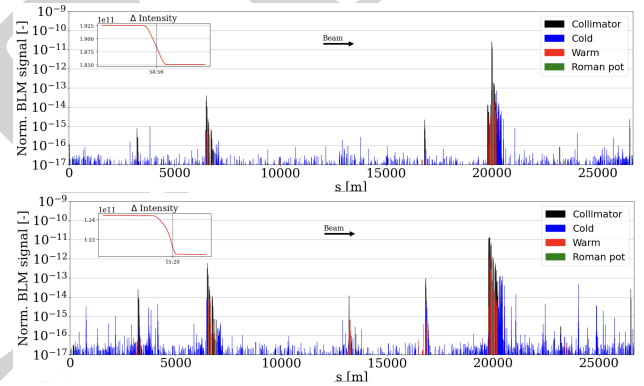 10⁻⁹
10⁻¹⁰
10⁻¹¹
10⁻¹²
10⁻¹³
10⁻¹⁴
10⁻¹⁵
10⁻¹⁶
10⁻¹⁷
Norm. BLM signal [-]
1e11 Δ Intensity
1.925
1.900
1.875
1.850
54:56
Beam
Collimator
Cold
Warm
Roman pot
0 5000 10000 15000 20000 25000
s [m]
10⁻⁹
10⁻¹⁰
10⁻¹¹
10⁻¹²
10⁻¹³
10⁻¹⁴
10⁻¹⁵
10⁻¹⁶
10⁻¹⁷
Norm. BLM signal [-]
1e11 Δ Intensity
1.24
1.22
15:20
Beam
Collimator
Cold
Warm
Roman pot
0 5000 10000 15000 20000 25000
s [m]